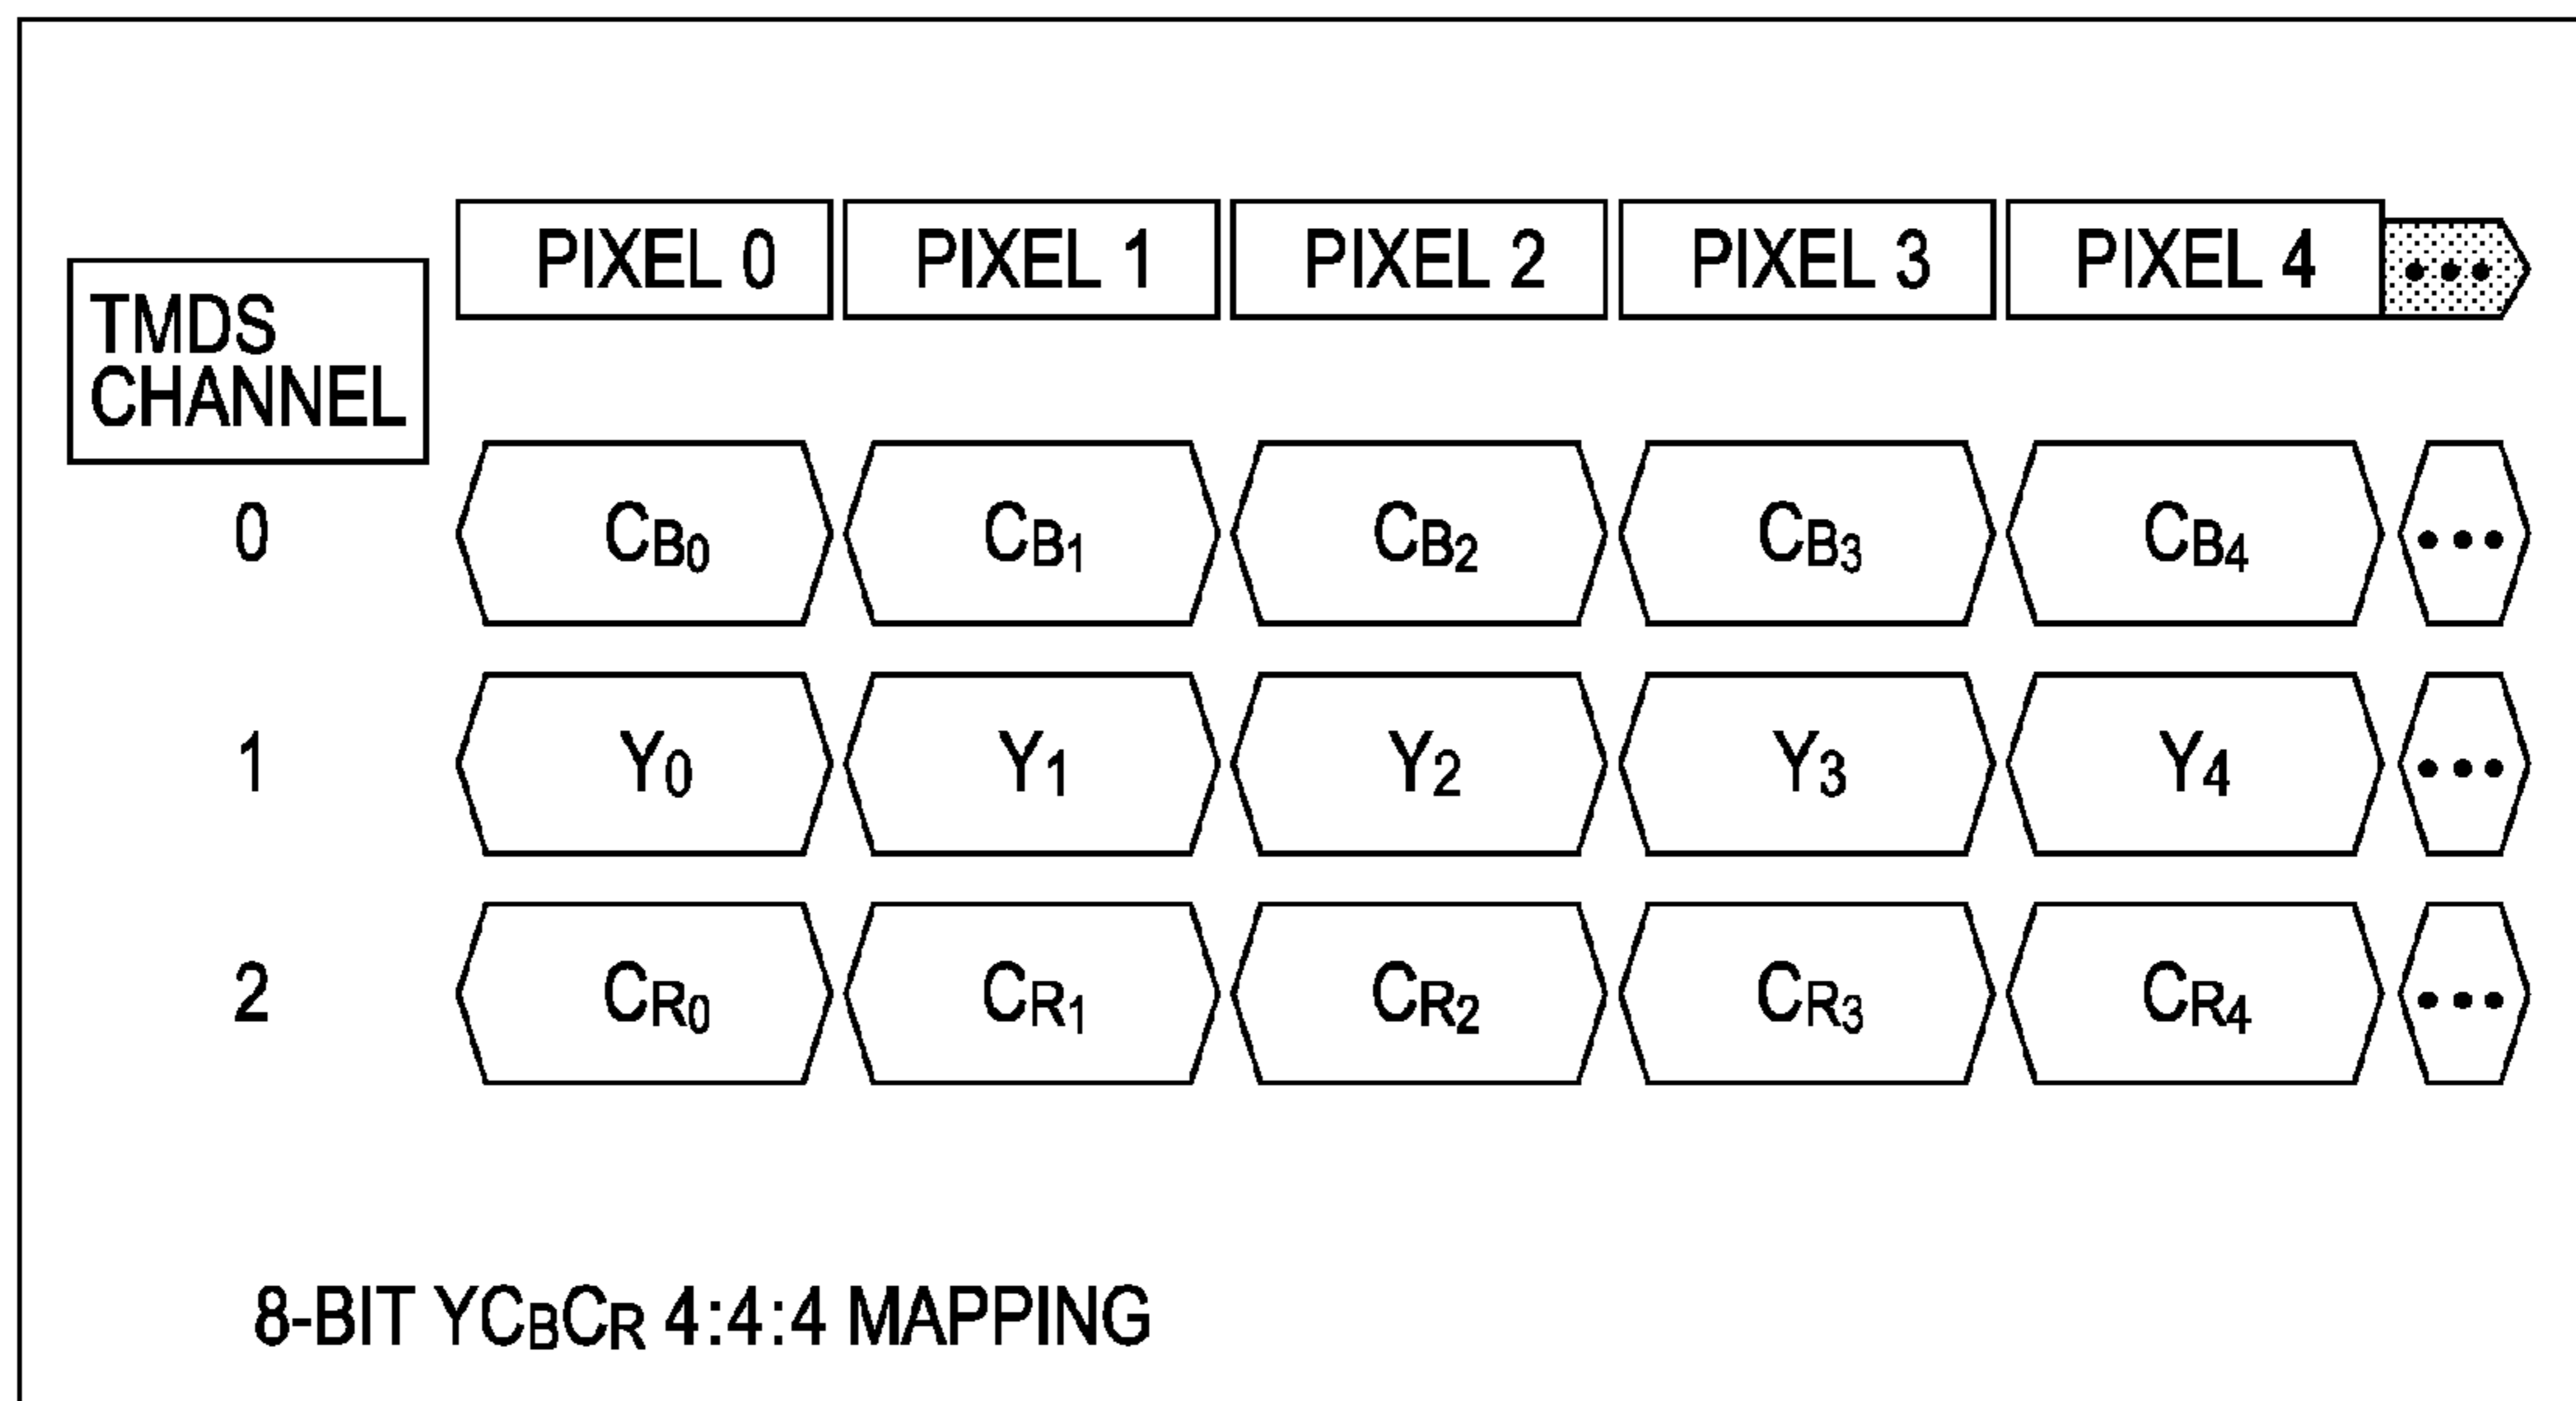 PIXEL 0 PIXEL 1 PIXEL 2 PIXEL 3 PIXEL 4 •••
TMDS
CHANNEL
0 CB0 CB1 CB2 CB3 CB4 •••
1 Y0 Y1 Y2 Y3 Y4 •••
2 CR0 CR1 CR2 CR3 CR4 •••
8-BIT YCBCR 4:4:4 MAPPING